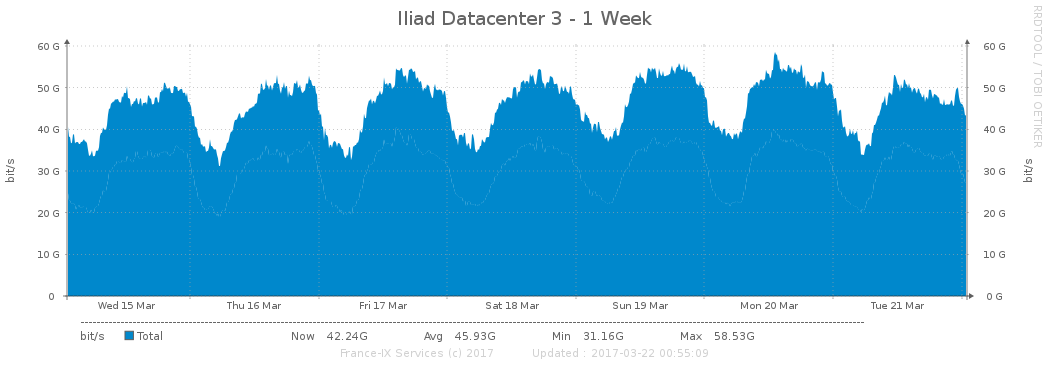 Iliad Datacenter 3 - 1 Week
RRDTOOL / TOBI OETIKER
60 G 60 G
50 G 50 G
40 G 40 G
30 G 30 G
20 G 20 G
10 G 10 G
0 0 G
bit/s bit/s
Wed 15 Mar Thu 16 Mar Fri 17 Mar Sat 18 Mar Sun 19 Mar Mon 20 Mar Tue 21 Mar
bit/s Total Now 42.24G Avg 45.93G Min 31.16G Max 58.53G
France-IX Services (c) 2017 Updated : 2017-03-22 00:55:09